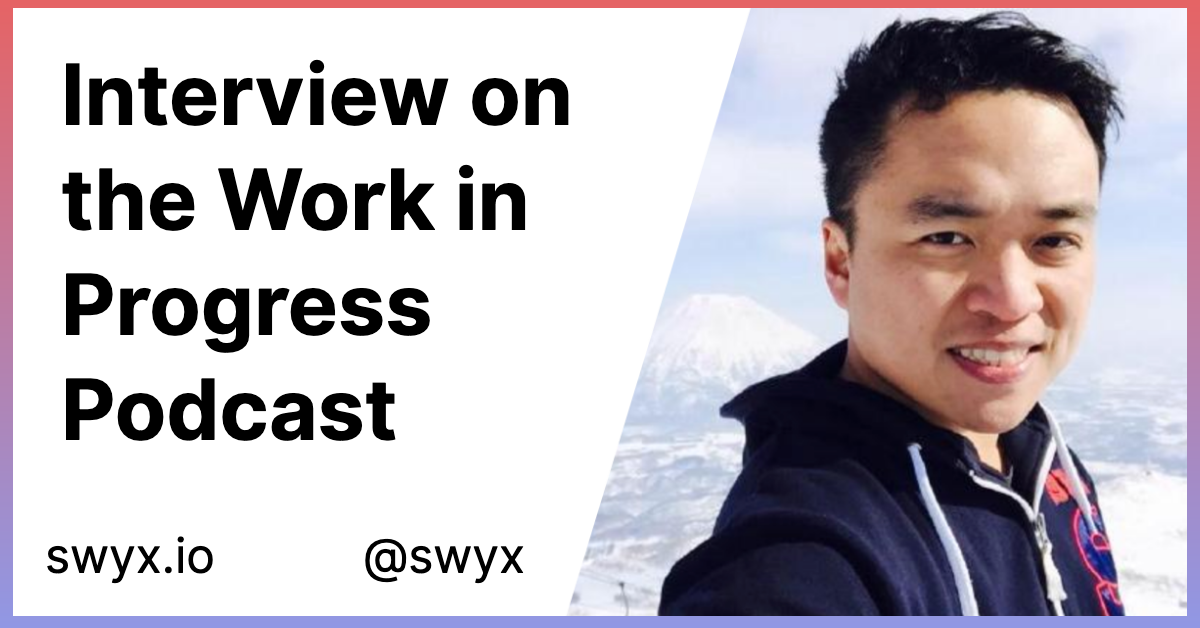 Interview on
the Work in
Progress
Podcast
swyx.io
@swyx